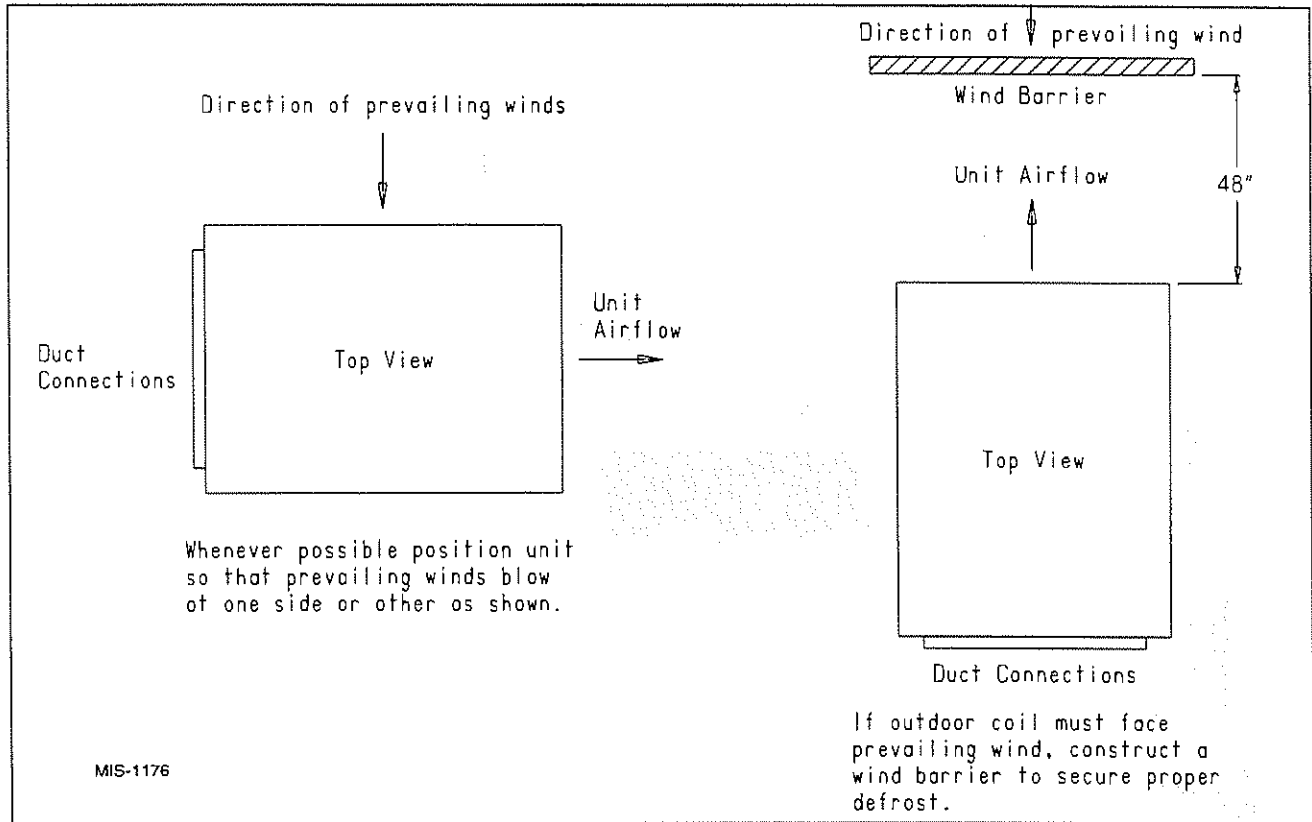 Direction of prevailing winds
Duct
Connections
Top View
Unit
Airflow
Whenever possible position unit
so that prevailing winds blow
at one side or other as shown.
MIS-1176
Direction of prevailing wind
Wind Barrier
Unit Airflow
48"
Top View
Duct Connections
If outdoor coil must face
prevailing wind, construct a
wind barrier to secure proper
defrost.